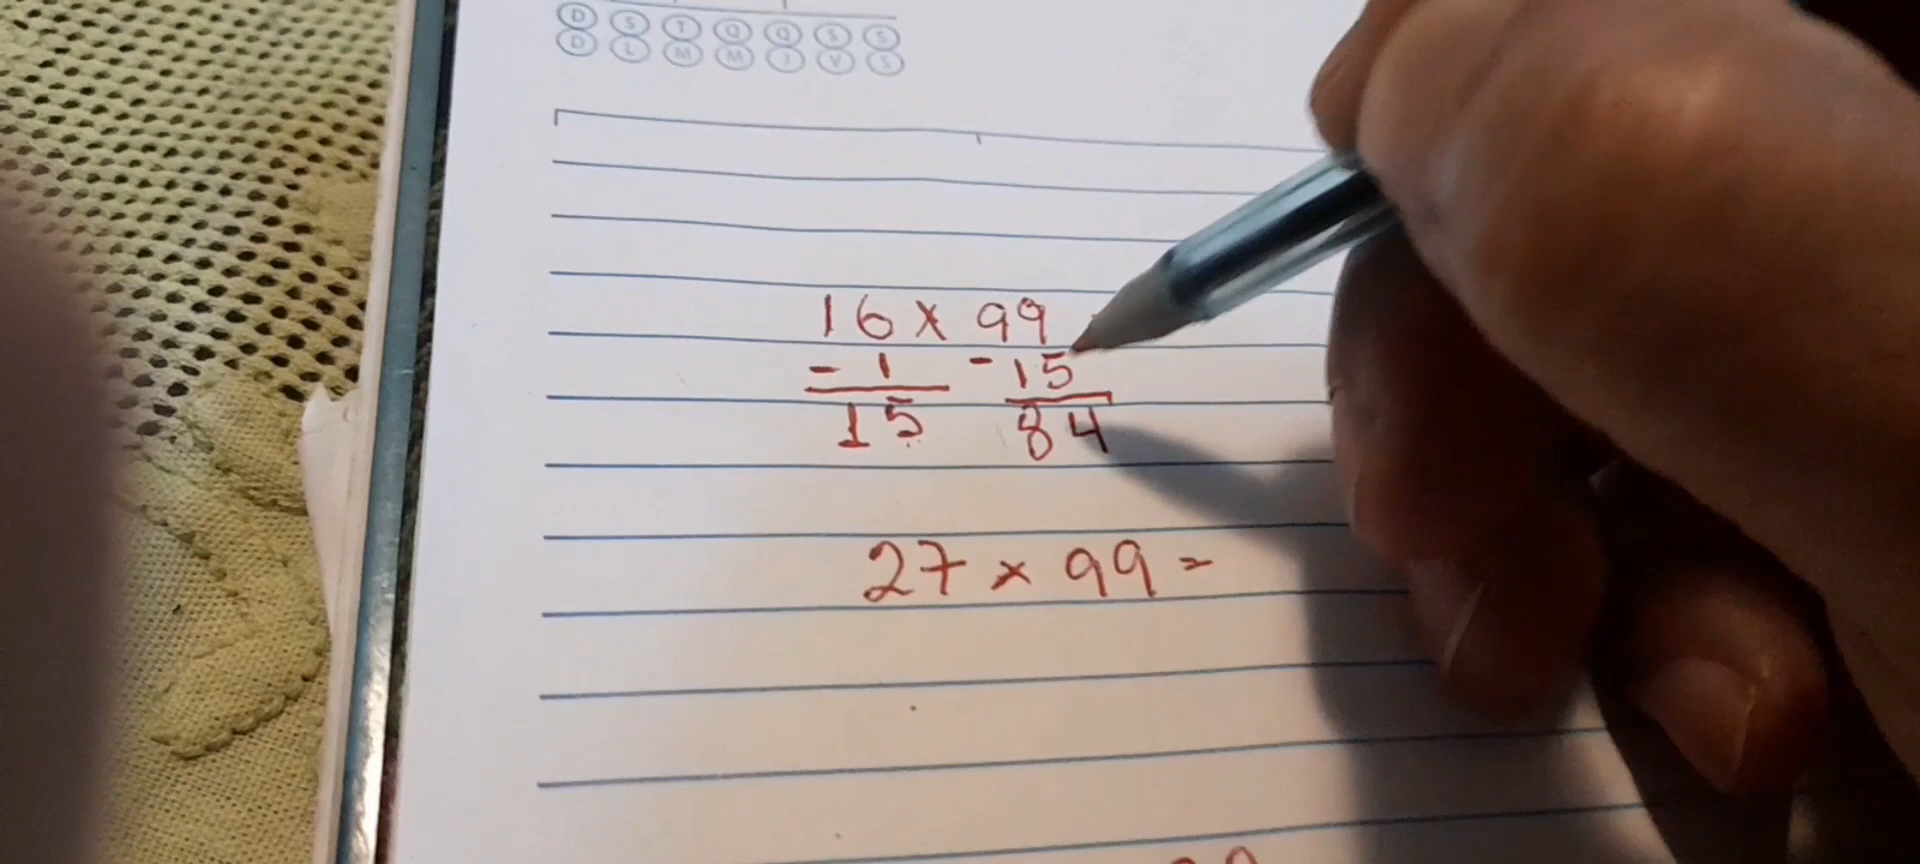 D S T Q Q S S
D L M M J V S
16 x 99
- 1 - 15
15 84
27 x 99 =